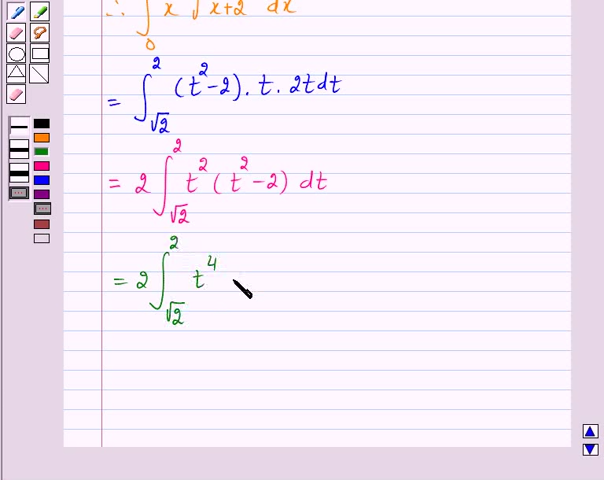 ∴ ∫₀ x √x+2 dx
= ∫_√2^2 (t²-2) . t . 2t dt
= 2 ∫_√2^2 t² (t²-2) dt
= 2 ∫_√2^2 t⁴